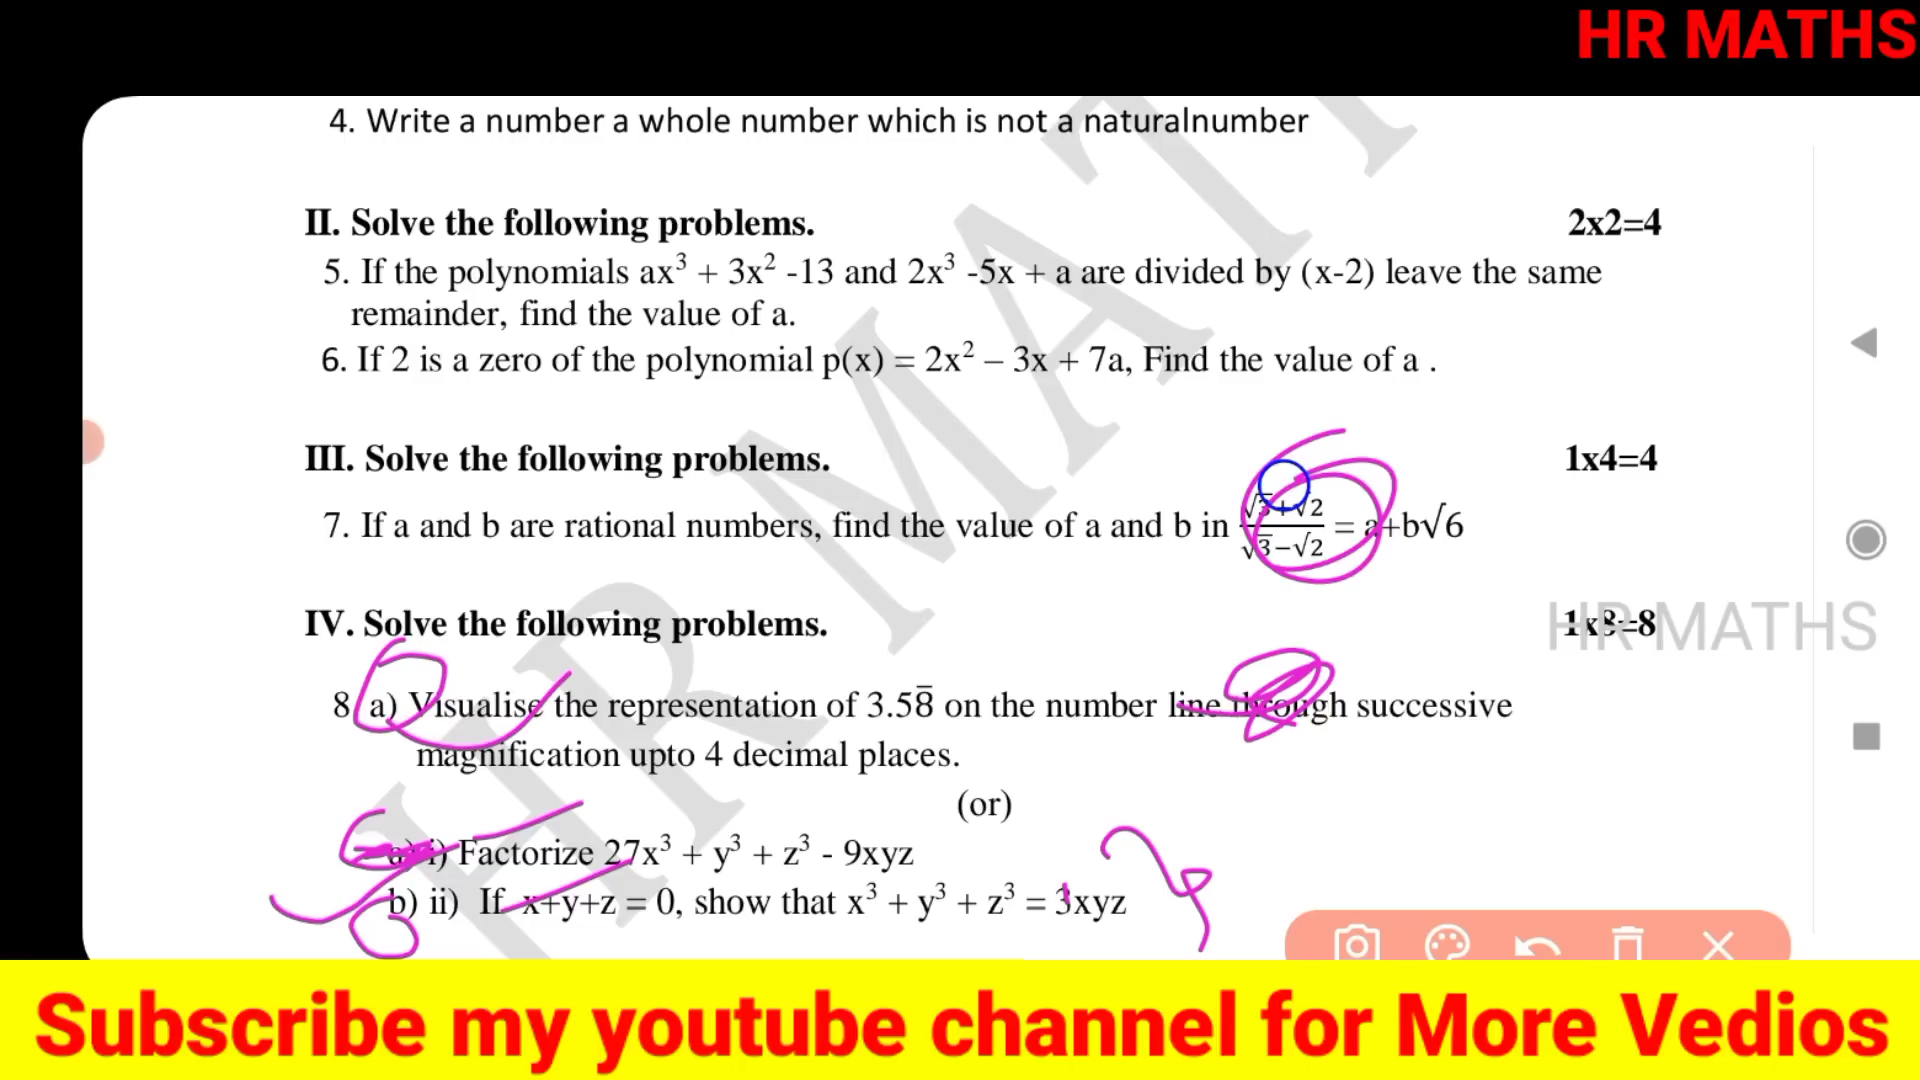 HR MATHS
4. Write a number a whole number which is not a naturalnumber
II. Solve the following problems. 2x2=4
5. If the polynomials ax³ + 3x² -13 and 2x³ -5x + a are divided by (x-2) leave the same
remainder, find the value of a.
6. If 2 is a zero of the polynomial p(x) = 2x² – 3x + 7a, Find the value of a .
III. Solve the following problems. 1x4=4
7. If a and b are rational numbers, find the value of a and b in (√3+√2)/(√3−√2) = a+b√6
IV. Solve the following problems. 1x8=8
HR MATHS
8 a) Visualise the representation of 3.58̅ on the number line through successive
magnification upto 4 decimal places.
(or)
a) i) Factorize 27x³ + y³ + z³ - 9xyz
b) ii) If x+y+z = 0, show that x³ + y³ + z³ = 3xyz
HR MAT
Subscribe my youtube channel for More Vedios